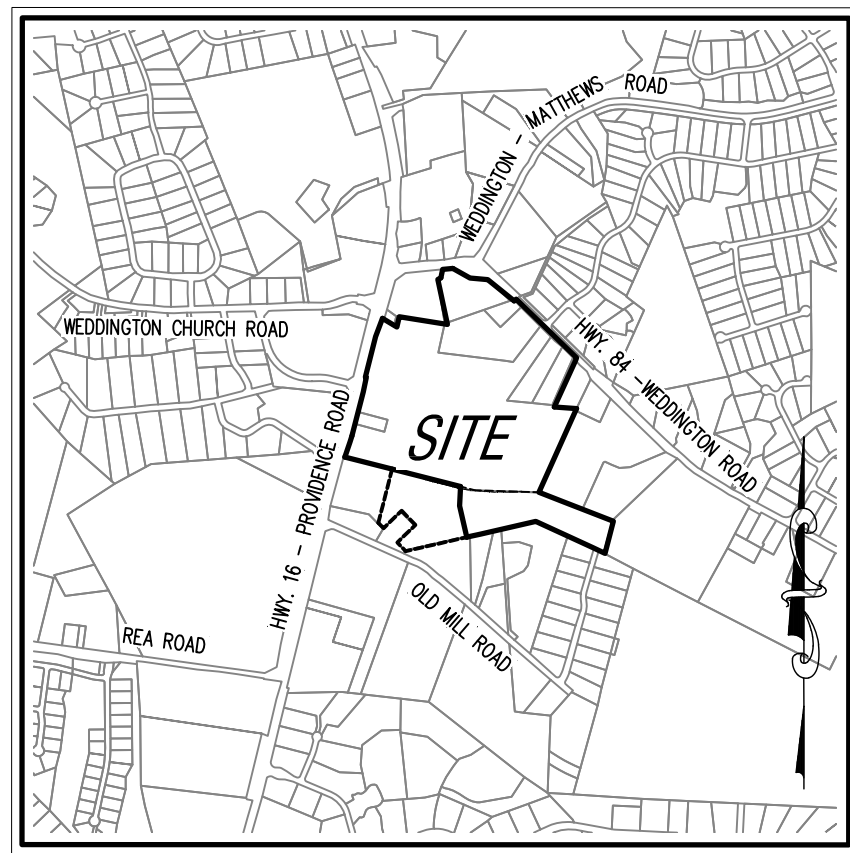 WEDDINGTON - MATTHEWS ROAD
WEDDINGTON CHURCH ROAD
HWY. 84 -WEDDINGTON ROAD
SITE
HWY. 16 - PROVIDENCE ROAD
OLD MILL ROAD
REA ROAD